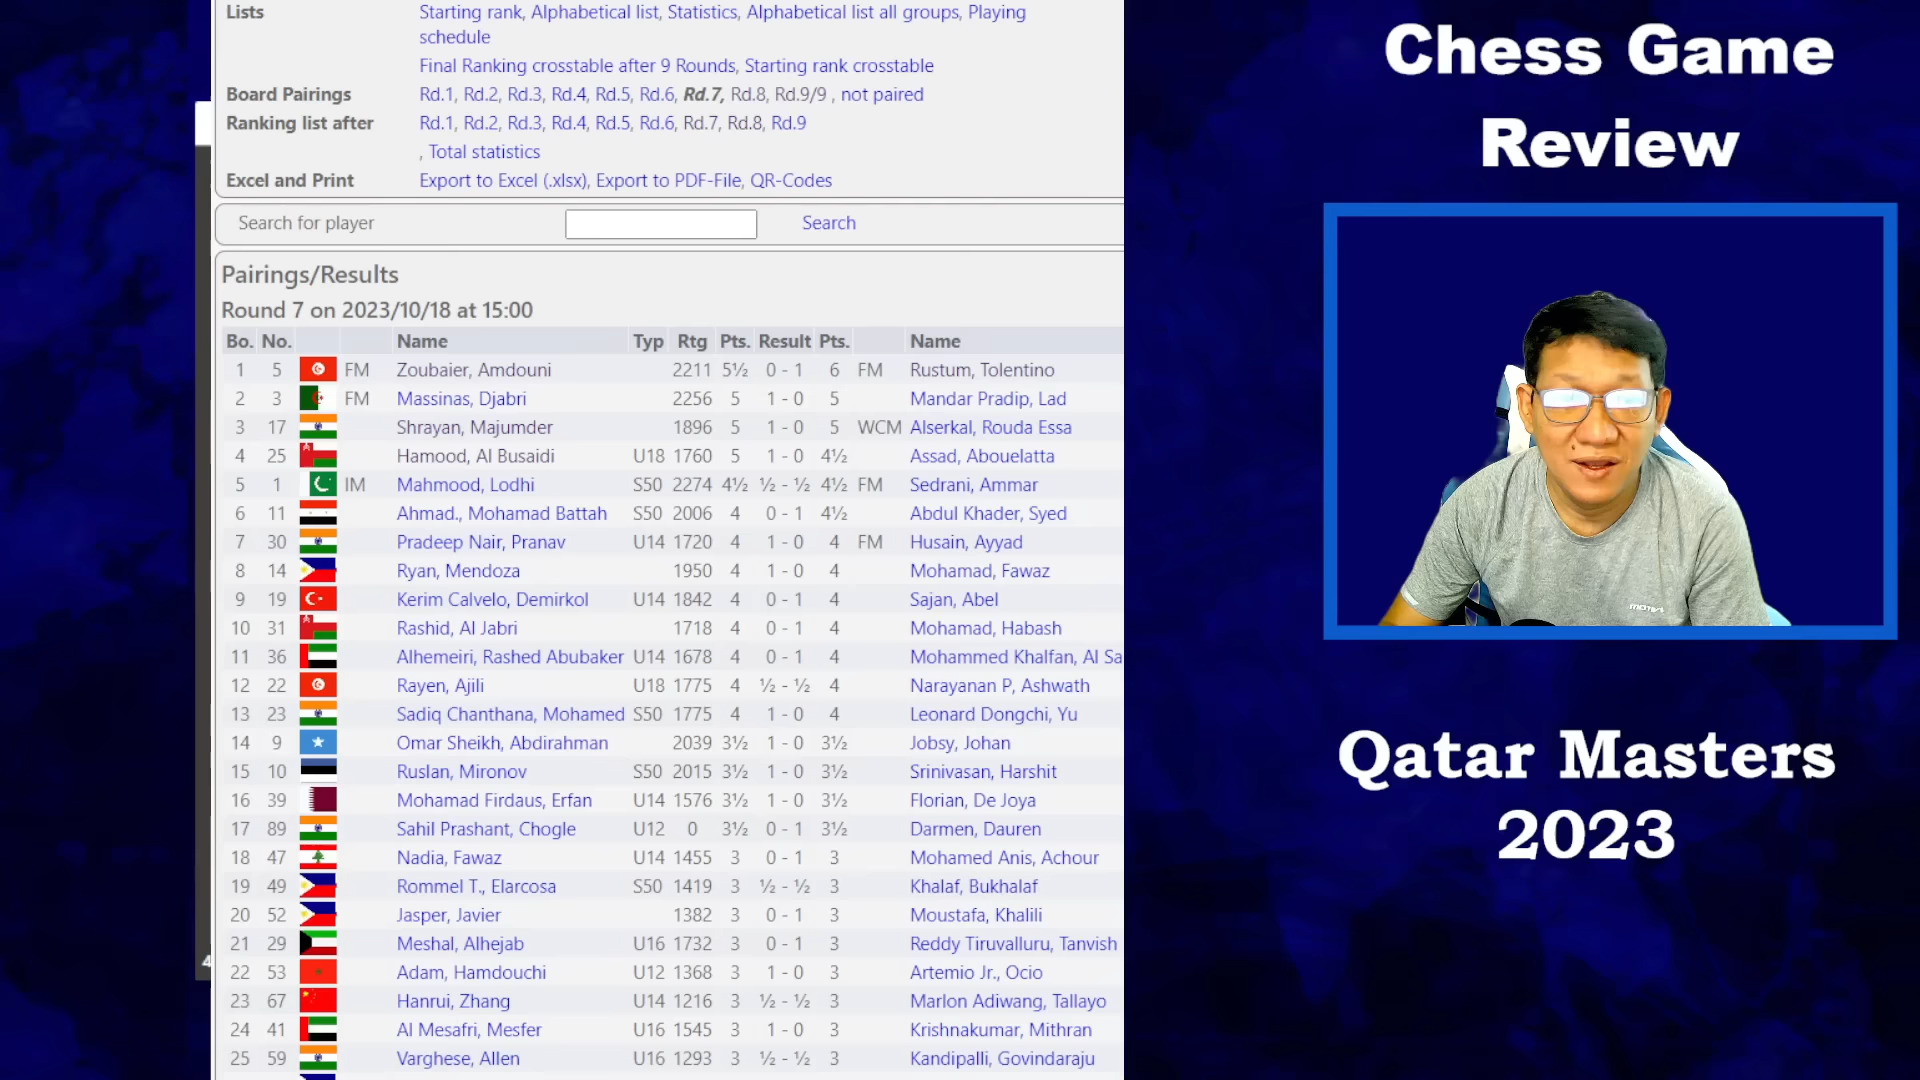 Lists Starting rank, Alphabetical list, Statistics, Alphabetical list all groups, Playing
schedule
Final Ranking crosstable after 9 Rounds, Starting rank crosstable
Board Pairings Rd.1, Rd.2, Rd.3, Rd.4, Rd.5, Rd.6, Rd.7, Rd.8, Rd.9/9 , not paired
Ranking list after Rd.1, Rd.2, Rd.3, Rd.4, Rd.5, Rd.6, Rd.7, Rd.8, Rd.9
, Total statistics
Excel and Print Export to Excel (.xlsx), Export to PDF-File, QR-Codes
Search for player Search
Pairings/Results
Round 7 on 2023/10/18 at 15:00
Bo. No. Name Typ Rtg Pts. Result Pts. Name
1 5 FM Zoubaier, Amdouni 2211 5½ 0 - 1 6 FM Rustum, Tolentino
2 3 FM Massinas, Djabri 2256 5 1 - 0 5 Mandar Pradip, Lad
3 17 Shrayan, Majumder 1896 5 1 - 0 5 WCM Alserkal, Rouda Essa
4 25 Hamood, Al Busaidi U18 1760 5 1 - 0 4½ Assad, Abouelatta
5 1 IM Mahmood, Lodhi S50 2274 4½ ½ - ½ 4½ FM Sedrani, Ammar
6 11 Ahmad., Mohamad Battah S50 2006 4 0 - 1 4½ Abdul Khader, Syed
7 30 Pradeep Nair, Pranav U14 1720 4 1 - 0 4 FM Husain, Ayyad
8 14 Ryan, Mendoza 1950 4 1 - 0 4 Mohamad, Fawaz
9 19 Kerim Calvelo, Demirkol U14 1842 4 0 - 1 4 Sajan, Abel
10 31 Rashid, Al Jabri 1718 4 0 - 1 4 Mohamad, Habash
11 36 Alhemeiri, Rashed Abubaker U14 1678 4 0 - 1 4 Mohammed Khalfan, Al Sa
12 22 Rayen, Ajili U18 1775 4 ½ - ½ 4 Narayanan P, Ashwath
13 23 Sadiq Chanthana, Mohamed S50 1775 4 1 - 0 4 Leonard Dongchi, Yu
14 9 Omar Sheikh, Abdirahman 2039 3½ 1 - 0 3½ Jobsy, Johan
15 10 Ruslan, Mironov S50 2015 3½ 1 - 0 3½ Srinivasan, Harshit
16 39 Mohamad Firdaus, Erfan U14 1576 3½ 1 - 0 3½ Florian, De Joya
17 89 Sahil Prashant, Chogle U12 0 3½ 0 - 1 3½ Darmen, Dauren
18 47 Nadia, Fawaz U14 1455 3 0 - 1 3 Mohamed Anis, Achour
19 49 Rommel T., Elarcosa S50 1419 3 ½ - ½ 3 Khalaf, Bukhalaf
20 52 Jasper, Javier 1382 3 0 - 1 3 Moustafa, Khalili
21 29 Meshal, Alhejab U16 1732 3 0 - 1 3 Reddy Tiruvalluru, Tanvish
22 53 Adam, Hamdouchi U12 1368 3 1 - 0 3 Artemio Jr., Ocio
23 67 Hanrui, Zhang U14 1216 3 ½ - ½ 3 Marlon Adiwang, Tallayo
24 41 Al Mesafri, Mesfer U16 1545 3 1 - 0 3 Krishnakumar, Mithran
25 59 Varghese, Allen U16 1293 3 ½ - ½ 3 Kandipalli, Govindaraju
4
Chess Game
Review
Qatar Masters
2023